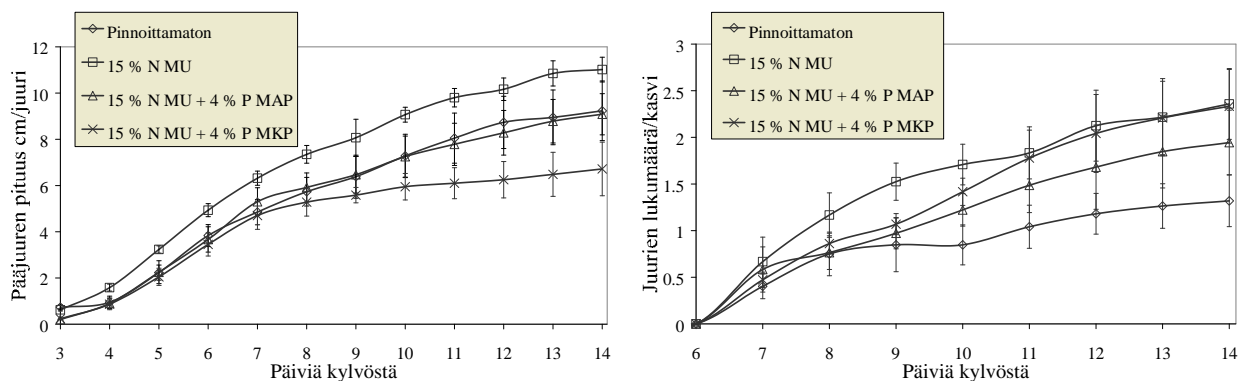 Pinnoittamaton
15 % N MU
15 % N MU + 4 % P MAP
15 % N MU + 4 % P MKP
Pääjuuren pituus cm/juuri
12
10
8
6
4
2
0
3 4 5 6 7 8 9 10 11 12 13 14
Päiviä kylvöstä
Pinnoittamaton
15 % N MU
15 % N MU + 4 % P MAP
15 % N MU + 4 % P MKP
Juurien lukumäärä/kasvi
3
2.5
2
1.5
1
0.5
0
6 7 8 9 10 11 12 13 14
Päiviä kylvöstä